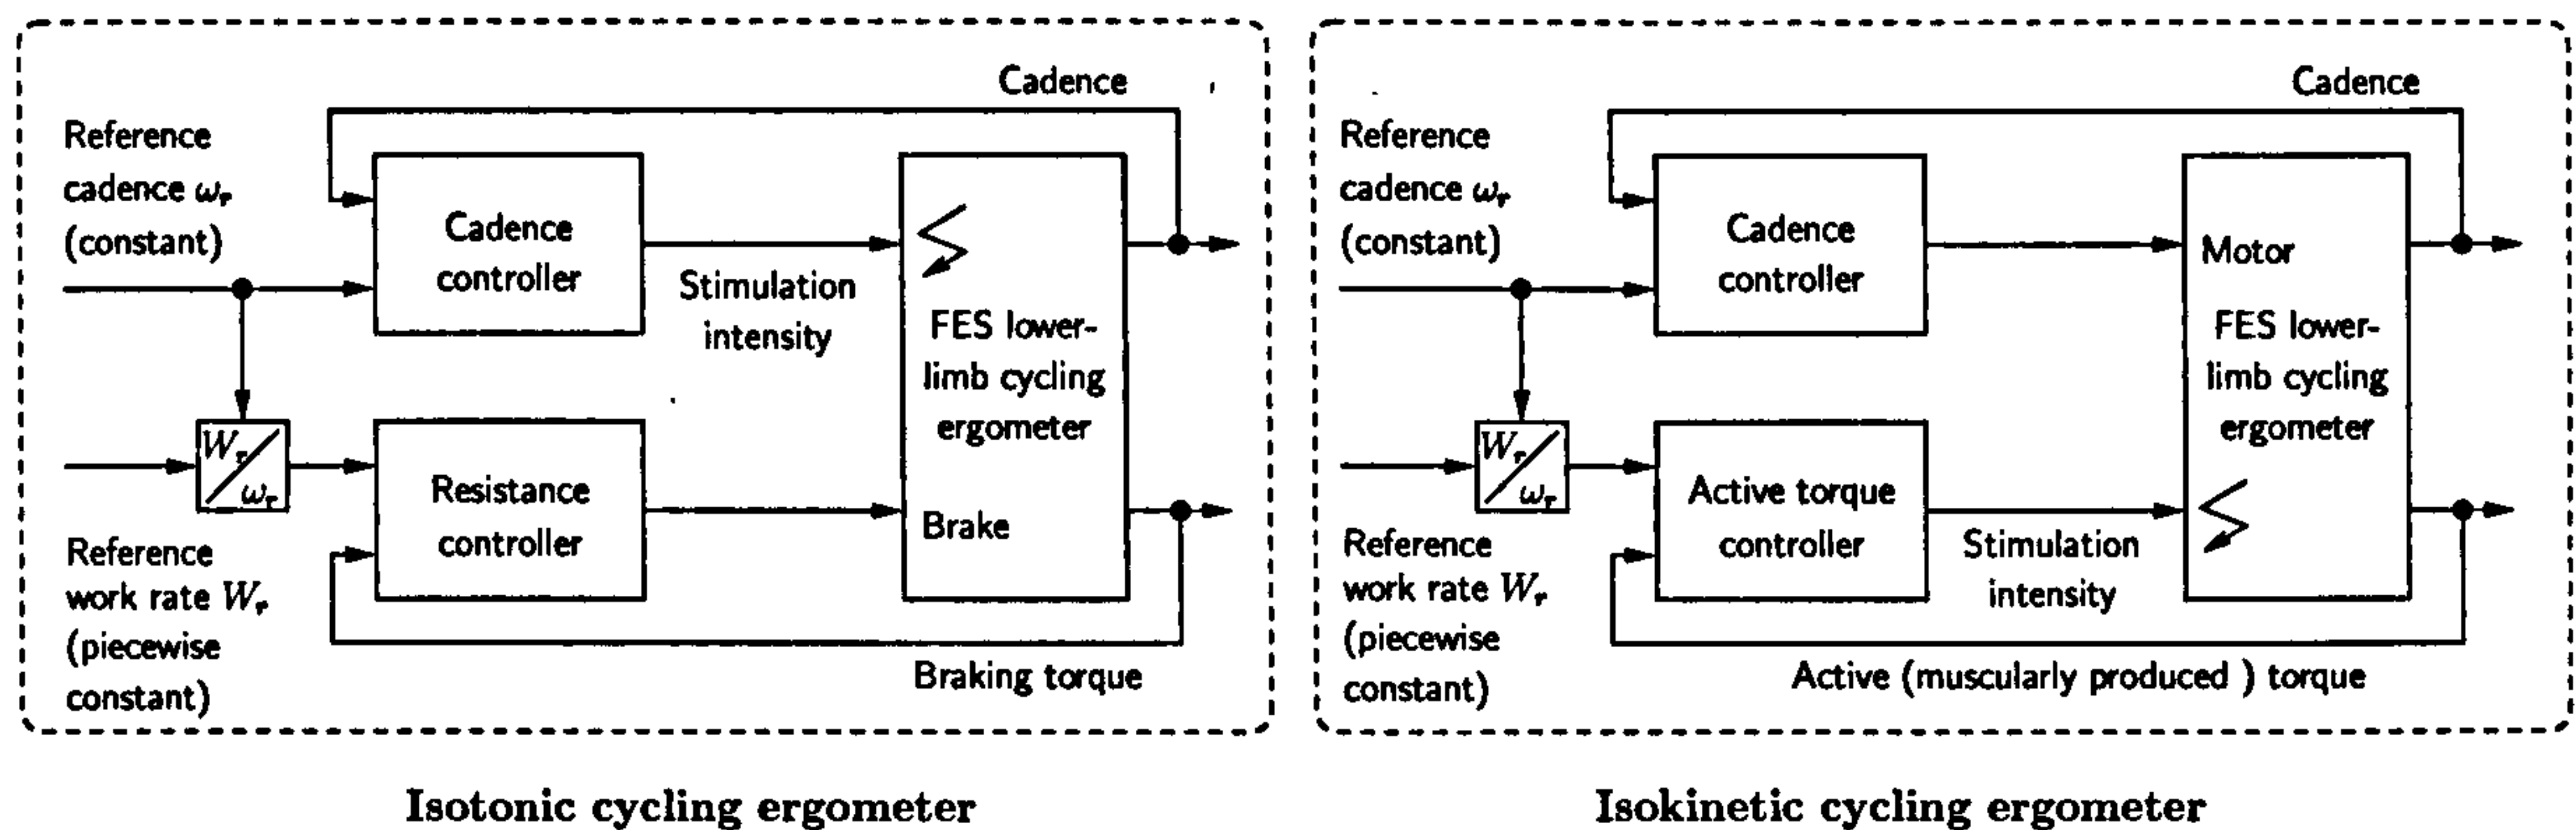 Cadence
Reference
cadence ωr
(constant)
Cadence
controller
Stimulation
intensity
FES lower-
limb cycling
ergometer
Wr
ωr
Resistance
controller
Brake
Reference
work rate Wr
(piecewise
constant)
Braking torque
Isotonic cycling ergometer
Cadence
Reference
cadence ωr
(constant)
Cadence
controller
Motor
FES lower-
limb cycling
ergometer
Wr
ωr
Active torque
controller
Stimulation
intensity
Reference
work rate Wr
(piecewise
constant)
Active (muscularly produced ) torque
Isokinetic cycling ergometer